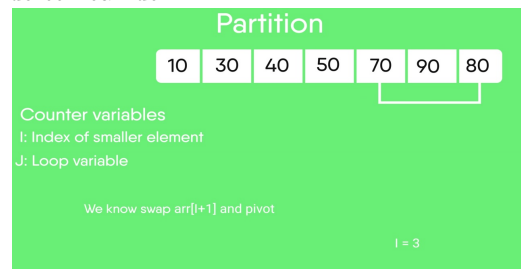 Partition
10 30 40 50 70 90 80
Counter variables
I: Index of smaller element
J: Loop variable
We know swap arr[I+1] and pivot
I = 3